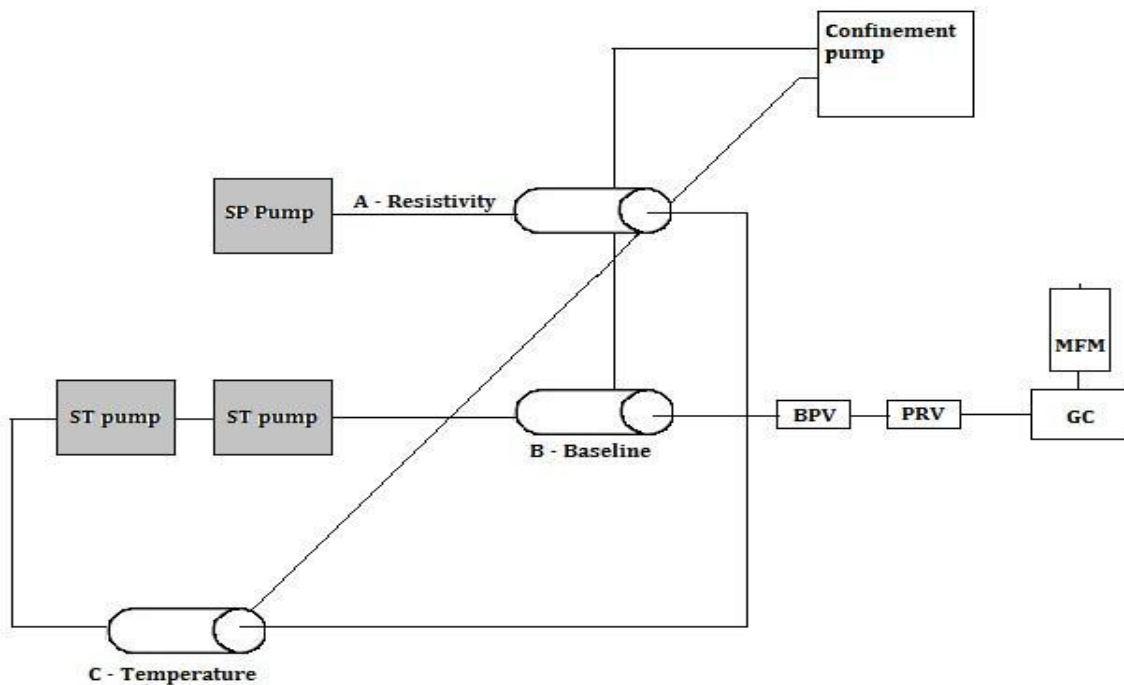 Confinement
pump
SP Pump
A - Resistivity
MFM
ST pump
ST pump
BPV
PRV
GC
B - Baseline
C - Temperature